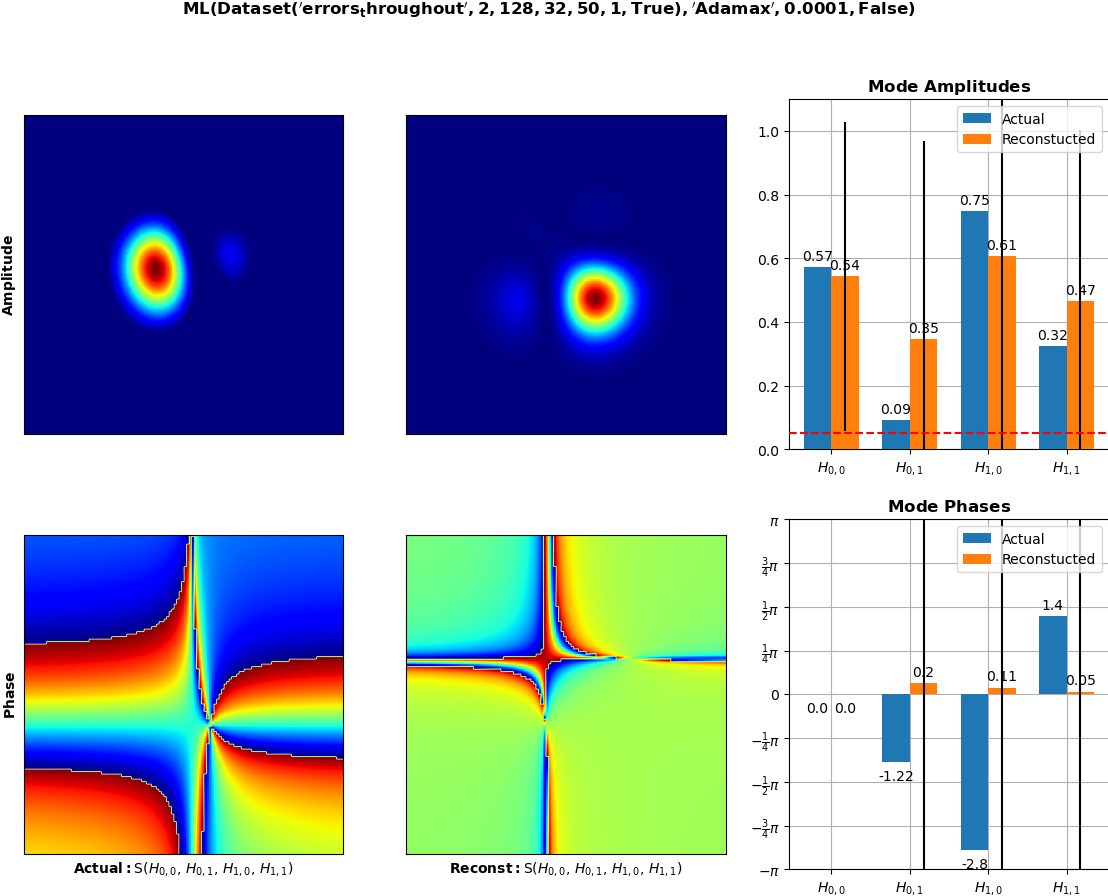 ML(Dataset('errors_throughout', 2, 128, 32, 50, 1, True), 'Adamax', 0.0001, False)
Mode Amplitudes
Amplitude
1.0
0.8
0.6
0.4
0.2
0.0
Actual
Reconstucted
0.57
0.54
0.09
0.35
0.75
0.61
0.32
0.47
H0,0
H0,1
H1,0
H1,1
Mode Phases
Phase
π
3/4π
1/2π
1/4π
0
−1/4π
−1/2π
−3/4π
−π
Actual
Reconstucted
0.0
0.0
-1.22
0.2
-2.8
0.11
1.4
0.05
H0,0
H0,1
H1,0
H1,1
Actual: S(H0,0, H0,1, H1,0, H1,1)
Reconst: S(H0,0, H0,1, H1,0, H1,1)